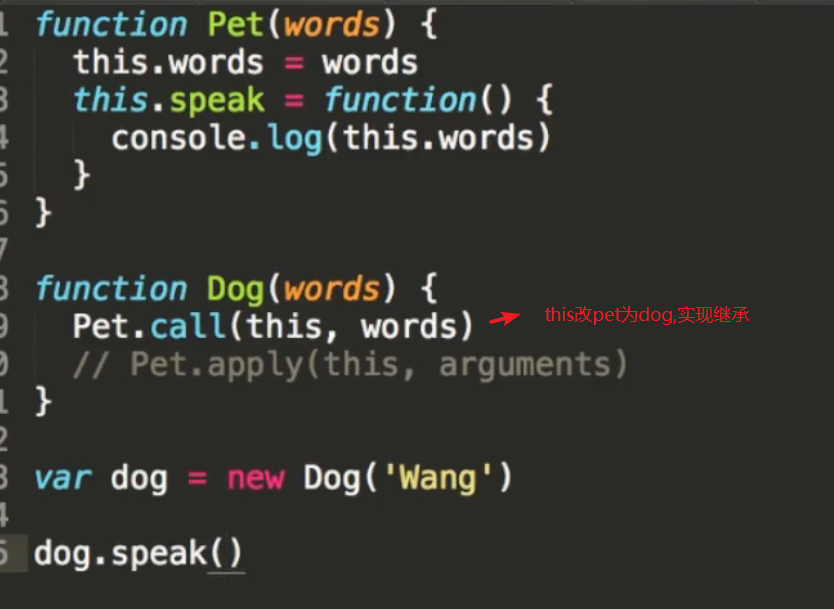 1 function Pet(words) {
2 this.words = words
3 this.speak = function() {
4 console.log(this.words)
5 }
6 }
7
8 function Dog(words) {
9 Pet.call(this, words) this改pet为dog,实现继承
0 // Pet.apply(this, arguments)
1 }
2
3 var dog = new Dog('Wang')
4
5 dog.speak()